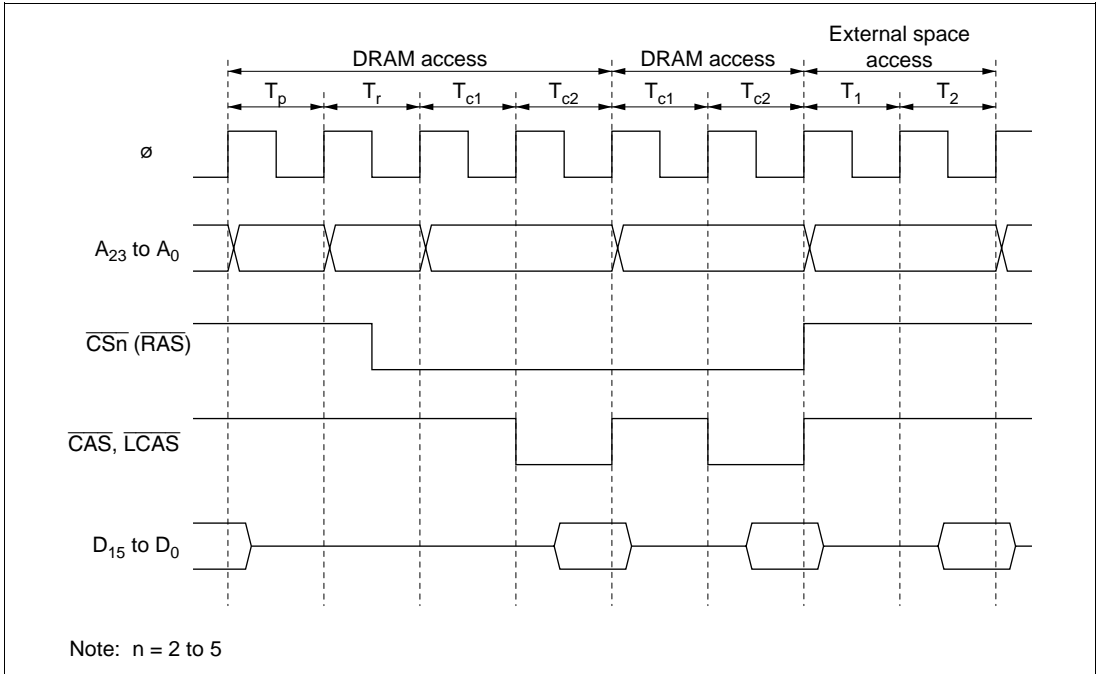 External space
DRAM access DRAM access access
Tp Tr Tc1 Tc2 Tc1 Tc2 T1 T2
ø
A23 to A0
CSn (RAS)
CAS, LCAS
D15 to D0
Note: n = 2 to 5